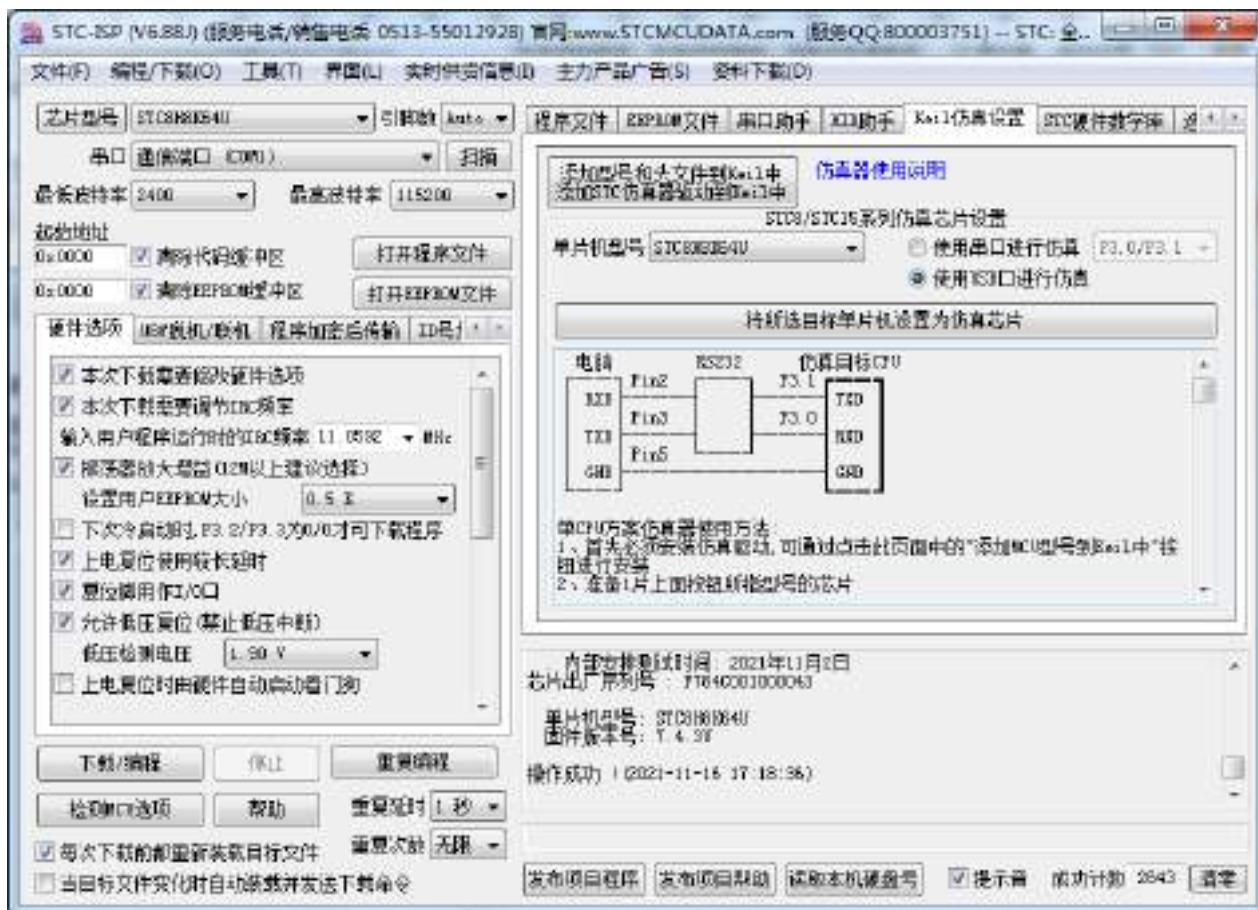 STC-ISP (V6.88J) (服务电话/销售电话: 0513-55012928) 官网:www.STCMCUDATA.com (服务QQ:800003751) -- STC: 全..
文件(F) 编程/下载(O) 工具(T) 界面(L) 实时供货信息(I) 主力产品广告(S) 资料下载(D)
芯片型号 STC8H8K64U 引脚数 Auto
串口 通信端口 (COM1) 扫描
最低波特率 2400 最高波特率 115200
起始地址
0x0000 清除代码缓冲区 打开程序文件
0x0000 清除EEPROM缓冲区 打开EEPROM文件
硬件选项 脱机/联机 程序加密后传输 ID号
本次下载需要修改硬件选项
本次下载需要调节IRC频率
输入用户程序运行时的IRC频率 11.0592 MHz
振荡器放大增益(12M以上建议选择)
设置用户EEPROM大小 0.5 K
下次冷启动时,P3.2/P3.3为0/0才可下载程序
上电复位使用较长延时
复位脚用作I/O口
允许低压复位(禁止低压中断)
低压检测电压 1.90 V
上电复位时由硬件自动启动看门狗
下载/编程 停止 重复编程
检测MCU选项 帮助 重复延时 1 秒
重复次数 无限
每次下载前都重新装载目标文件
当目标文件变化时自动装载并发送下载命令
程序文件 EEPROM文件 串口助手 Keil仿真设置 STC硬件数学库 选
添加型号和头文件到Keil中
添加STC仿真器驱动到Keil中
仿真器使用说明
STC8/STC15系列仿真芯片设置
单片机型号 STC8H8K64U 使用串口进行仿真 P3.0/P3.1
使用USB口进行仿真
将所选目标单片机设置为仿真芯片
电脑 RS232 仿真目标CPU
RXD Pin2 P3.1 TXD
TXD Pin3 P3.0 RXD
GND Pin5 GND
单CPU方案仿真器使用方法
1、首先必须安装仿真驱动,可通过点击此页面中的"添加MCU型号到Keil中"按
钮进行安装
2、准备1片上面按钮所指型号的芯片
2021年11月2日
芯片出厂序列号 :
单片机型号: STC8H8K64U
固件版本号:
操作成功 !(2021-11-16 17:18:36)
发布项目程序 发布项目帮助 读取本机硬盘号 提示音 成功计数 2643 清零